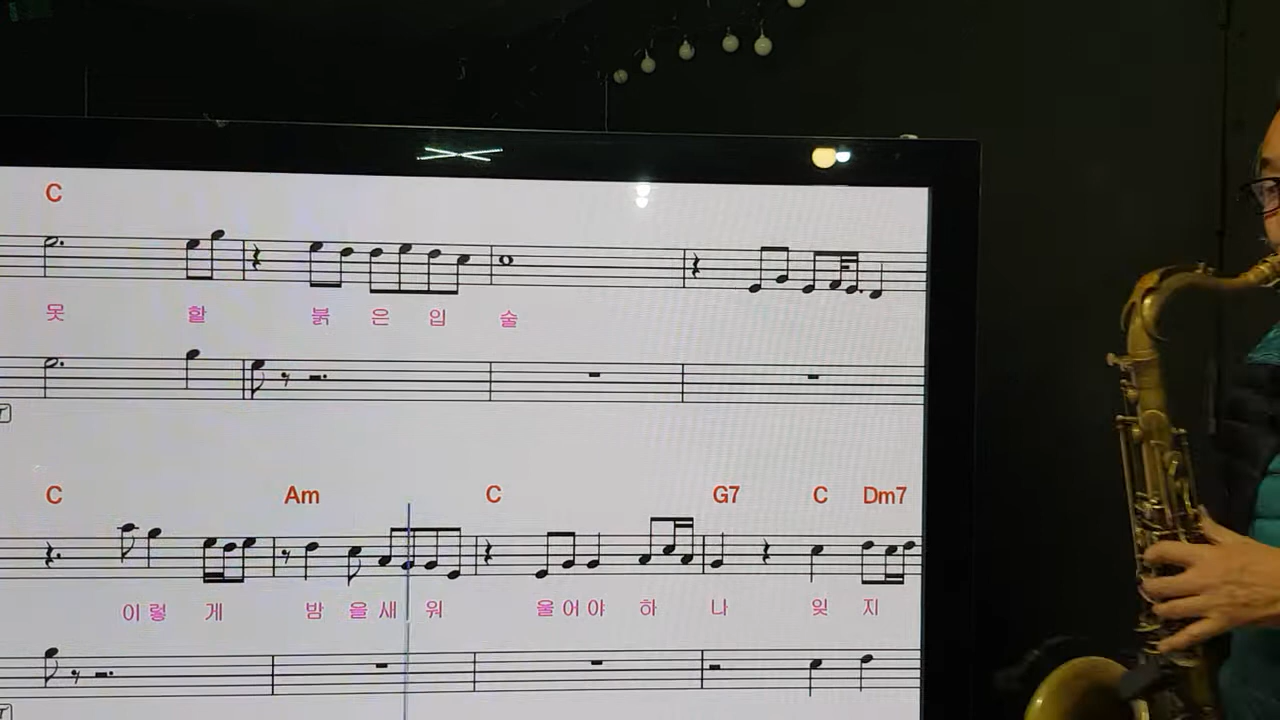 C
못 할 붉 은 입 술
C Am C G7 C Dm7
이 렇 게 밤 을 새 워 울 어 야 하 나 잊 지